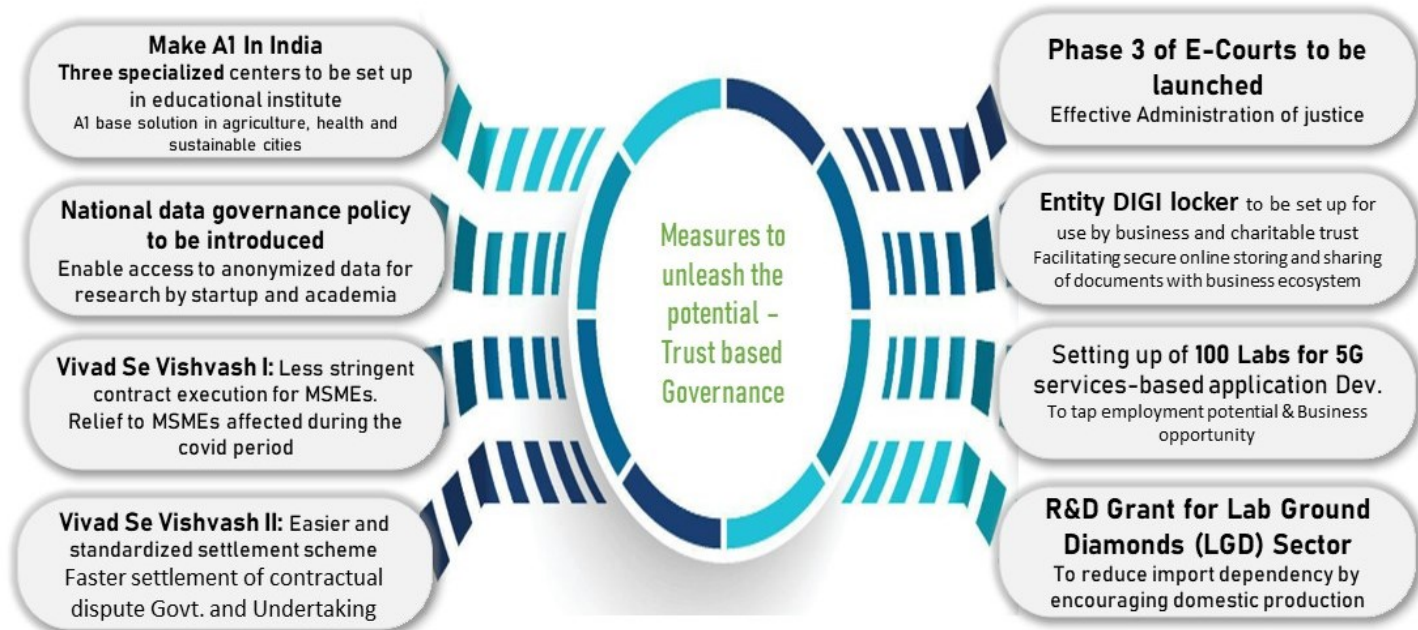 Make A1 In India
Three specialized centers to be set up
in educational institute
A1 base solution in agriculture, health and
sustainable cities
National data governance policy
to be introduced
Enable access to anonymized data for
research by startup and academia
Vivad Se Vishvash I: Less stringent
contract execution for MSMEs.
Relief to MSMEs affected during the
covid period
Vivad Se Vishvash II: Easier and
standardized settlement scheme
Faster settlement of contractual
dispute Govt. and Undertaking
Measures to
unleash the
potential –
Trust based
Governance
Phase 3 of E-Courts to be
launched
Effective Administration of justice
Entity DIGI locker to be set up for
use by business and charitable trust
Facilitating secure online storing and sharing
of documents with business ecosystem
Setting up of 100 Labs for 5G
services-based application Dev.
To tap employment potential & Business
opportunity
R&D Grant for Lab Ground
Diamonds (LGD) Sector
To reduce import dependency by
encouraging domestic production